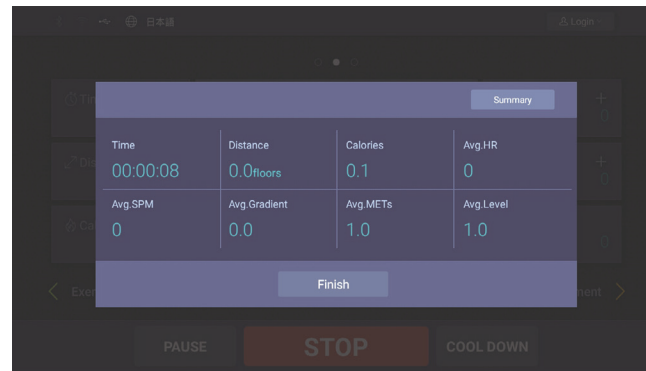 日本語 Login
Summary
Time Distance Calories Avg.HR
00:00:08 0.0floors 0.1 0
Avg.SPM Avg.Gradient Avg.METs Avg.Level
0 0.0 1.0 1.0
Finish
PAUSE STOP COOL DOWN